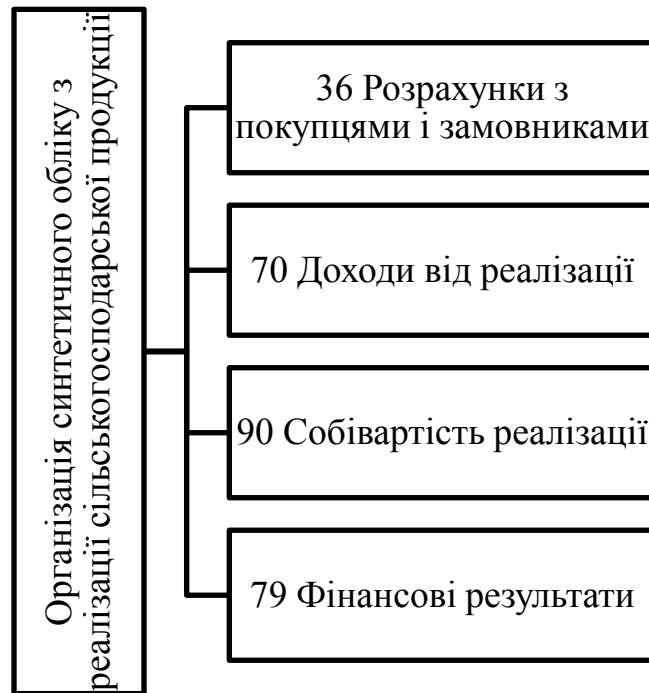 Організація синтетичного обліку з
реалізації сільськогосподарської продукції
36 Розрахунки з
покупцями і замовниками
70 Доходи від реалізації
90 Собівартість реалізації
79 Фінансові результати